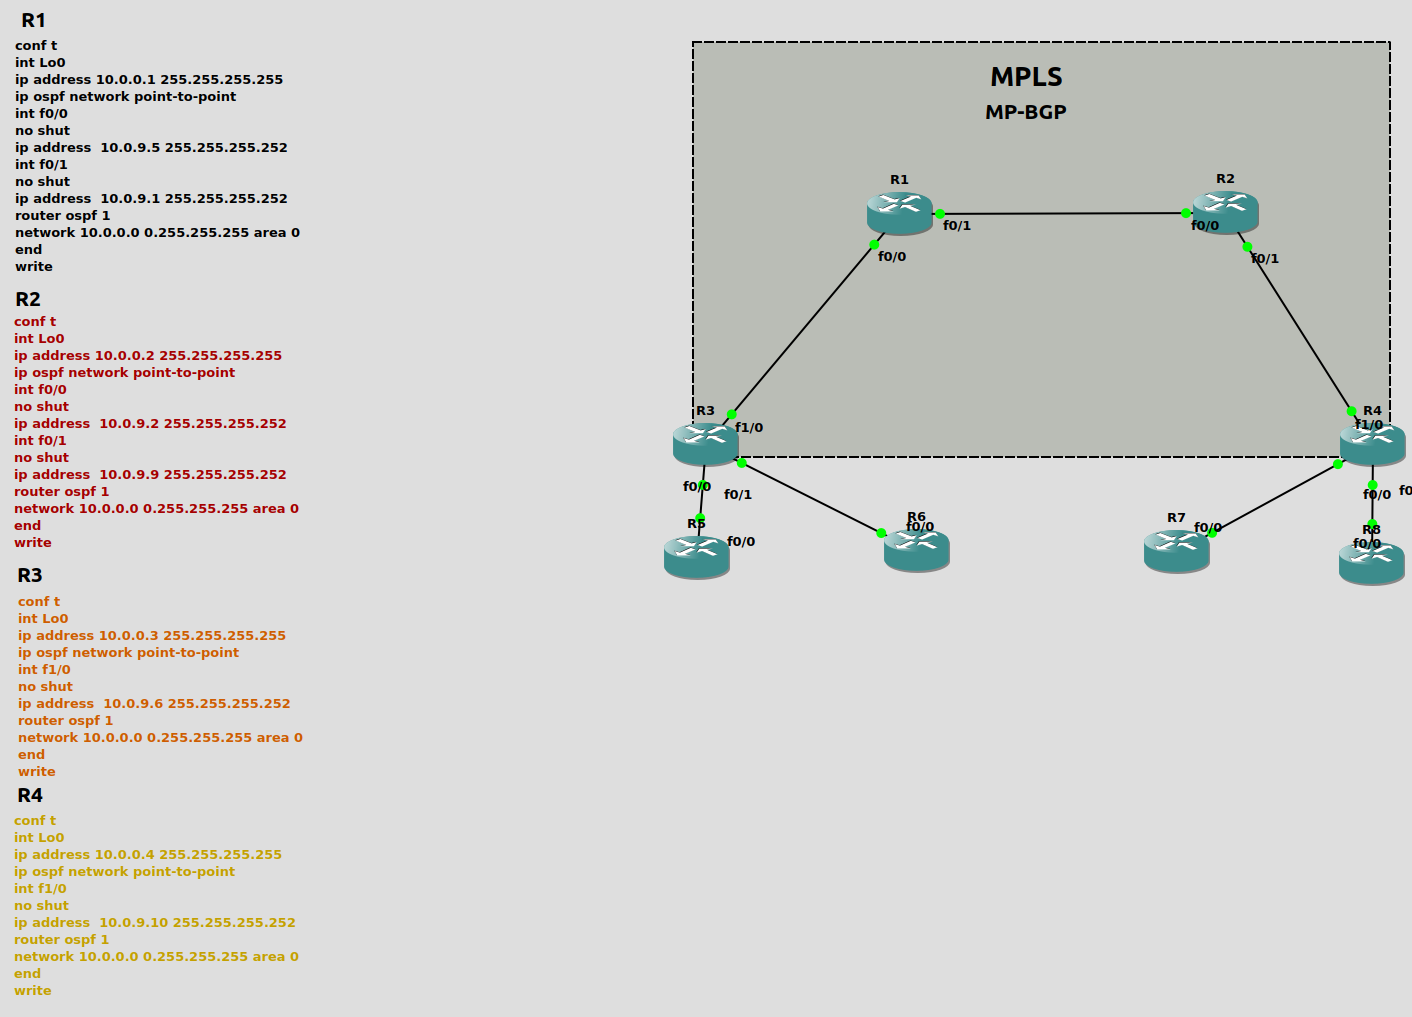 R1
conf t
int Lo0
ip address 10.0.0.1 255.255.255.255
ip ospf network point-to-point
int f0/0
no shut
ip address  10.0.9.5 255.255.255.252
int f0/1
no shut
ip address  10.0.9.1 255.255.255.252
router ospf 1
network 10.0.0.0 0.255.255.255 area 0
end
write
R2
conf t
int Lo0
ip address 10.0.0.2 255.255.255.255
ip ospf network point-to-point
int f0/0
no shut
ip address  10.0.9.2 255.255.255.252
int f0/1
no shut
ip address  10.0.9.9 255.255.255.252
router ospf 1
network 10.0.0.0 0.255.255.255 area 0
end
write
R3
conf t
int Lo0
ip address 10.0.0.3 255.255.255.255
ip ospf network point-to-point
int f1/0
no shut
ip address  10.0.9.6 255.255.255.252
router ospf 1
network 10.0.0.0 0.255.255.255 area 0
end
write
R4
conf t
int Lo0
ip address 10.0.0.4 255.255.255.255
ip ospf network point-to-point
int f1/0
no shut
ip address  10.0.9.10 255.255.255.252
router ospf 1
network 10.0.0.0 0.255.255.255 area 0
end
write
MPLS
MP-BGP
R1
R2
f0/1
f0/0
f0/0
f0/1
R3
R4
f1/0
f1/0
f0/0
f0/1
f0/0
f0
R5
R6
f0/0
f0/0
R7
f0/0
R8
f0/0